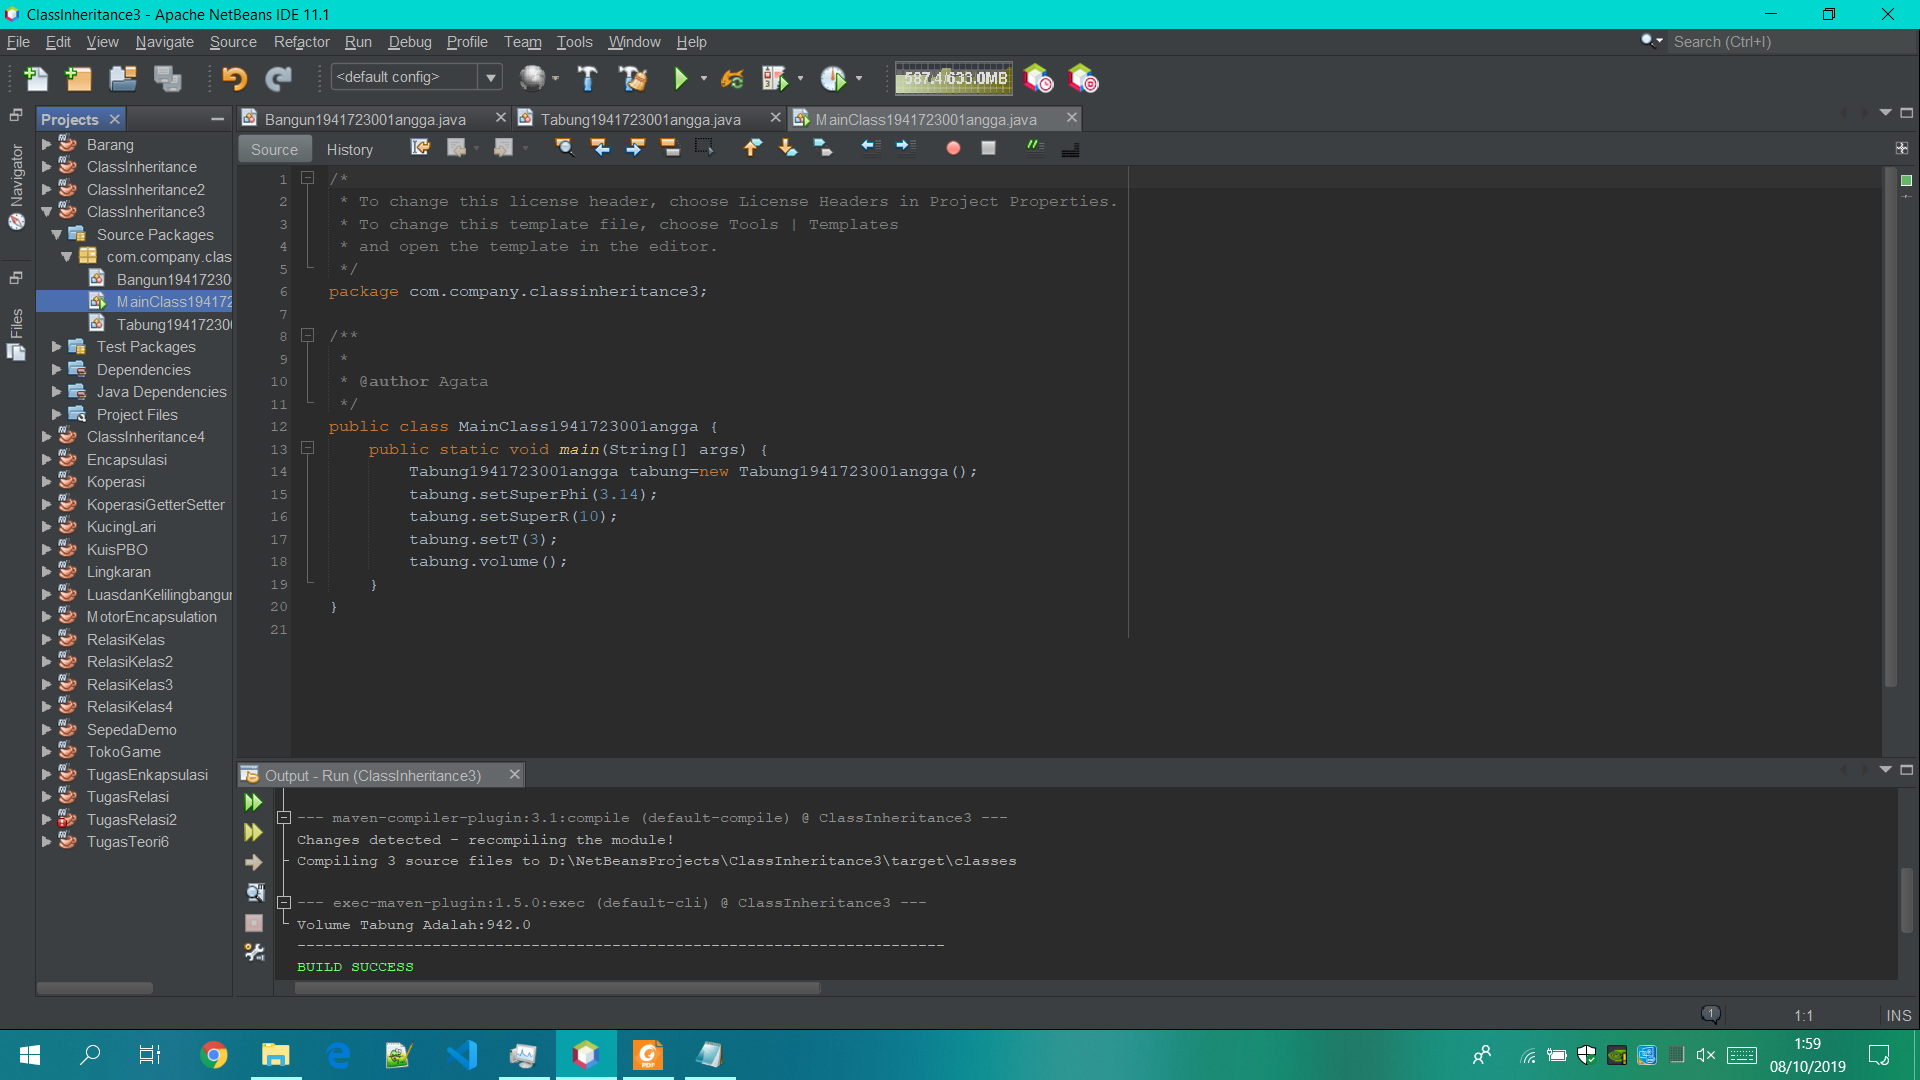 ClassInheritance3 - Apache NetBeans IDE 11.1
File Edit View Navigate Source Refactor Run Debug Profile Team Tools Window Help
Search (Ctrl+I)
<default config>
587.4/633.0MB
Projects
Bangun1941723001angga.java
Tabung1941723001angga.java
MainClass1941723001angga.java
Source History
Navigator
Files
Barang
ClassInheritance
ClassInheritance2
ClassInheritance3
Source Packages
com.company.clas
Bangun19417230
MainClass194172
Tabung19417230
Test Packages
Dependencies
Java Dependencies
Project Files
ClassInheritance4
Encapsulasi
Koperasi
KoperasiGetterSetter
KucingLari
KuisPBO
Lingkaran
LuasdanKelilingbangun
MotorEncapsulation
RelasiKelas
RelasiKelas2
RelasiKelas3
RelasiKelas4
SepedaDemo
TokoGame
TugasEnkapsulasi
TugasRelasi
TugasRelasi2
TugasTeori6
1 /*
2 * To change this license header, choose License Headers in Project Properties.
3 * To change this template file, choose Tools | Templates
4 * and open the template in the editor.
5 */
6 package com.company.classinheritance3;
7
8 /**
9 *
10 * @author Agata
11 */
12 public class MainClass1941723001angga {
13 public static void main(String[] args) {
14 Tabung1941723001angga tabung=new Tabung1941723001angga();
15 tabung.setSuperPhi(3.14);
16 tabung.setSuperR(10);
17 tabung.setT(3);
18 tabung.volume();
19 }
20 }
21
Output - Run (ClassInheritance3)
--- maven-compiler-plugin:3.1:compile (default-compile) @ ClassInheritance3 ---
Changes detected - recompiling the module!
Compiling 3 source files to D:\NetBeansProjects\ClassInheritance3\target\classes
--- exec-maven-plugin:1.5.0:exec (default-cli) @ ClassInheritance3 ---
Volume Tabung Adalah:942.0
------------------------------------------------------------------------
BUILD SUCCESS
1
1:1
INS
PDF
1:59
08/10/2019